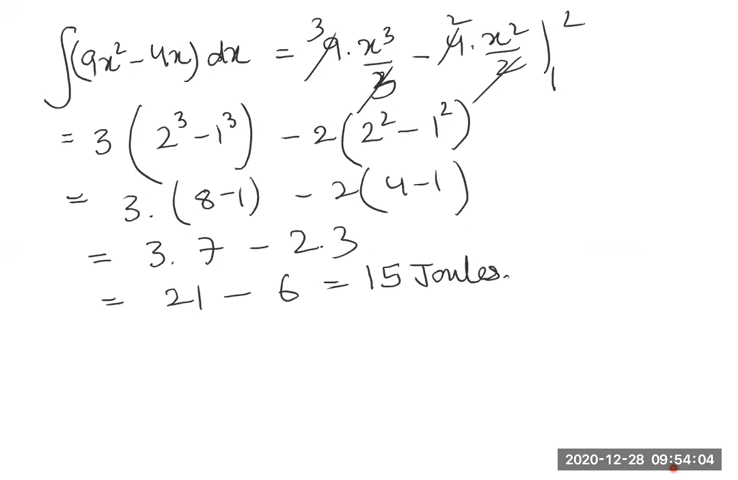 ∫(9x² - 4x) dx = ³9̸ · x³/3̸ - ²4̸ · x²/2̸ )₁²
= 3 (2³ - 1³) - 2(2² - 1²)
= 3. (8-1) - 2(4-1)
= 3. 7 - 2.3
= 21 - 6 = 15 Joules.
2020-12-28 09:54:04